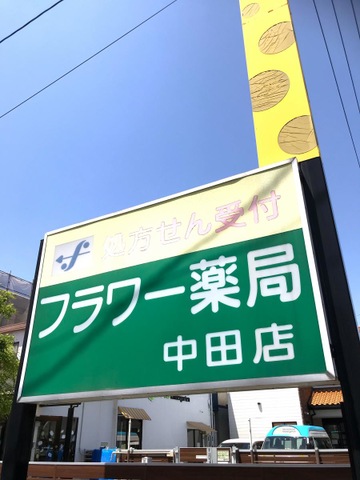 処方せん受付
フラワー薬局
中田店